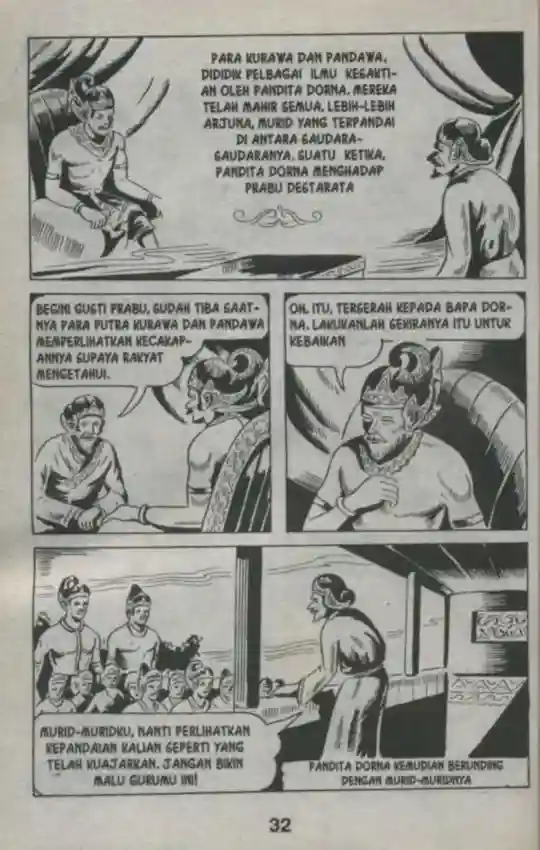 PARA KURAWA DAN PANDAWA,
DIDIDIK PELBAGAI ILMU KESAKTI-
AN OLEH PANDITA DORNA. MEREKA
TELAH MAHIR SEMUA. LEBIH-LEBIH
ARJUNA, MURID YANG TERPANDAI
DI ANTARA SAUDARA-
SAUDARANYA. SUATU KETIKA,
PANDITA DORNA MENGHADAP
PRABU DESTARATA
BEGINI GUSTI PRABU, SUDAH TIBA SAAT-
NYA PARA PUTRA KURAWA DAN PANDAWA
MEMPERLIHATKAN KECAKAP-
ANNYA SUPAYA RAKYAT
MENGETAHUI.
OH. ITU, TERSERAH KEPADA BAPA DOR-
NA. LAKUKANLAH SEKIRANYA ITU UNTUK
KEBAIKAN
MURID-MURIDKU, NANTI PERLIHATKAN
KEPANDAIAN KALIAN SEPERTI YANG
TELAH KUAJARKAN. JANGAN BIKIN
MALU GURUMU INI!
PANDITA DORNA KEMUDIAN BERUNDING
DENGAN MURID-MURIDNYA
32